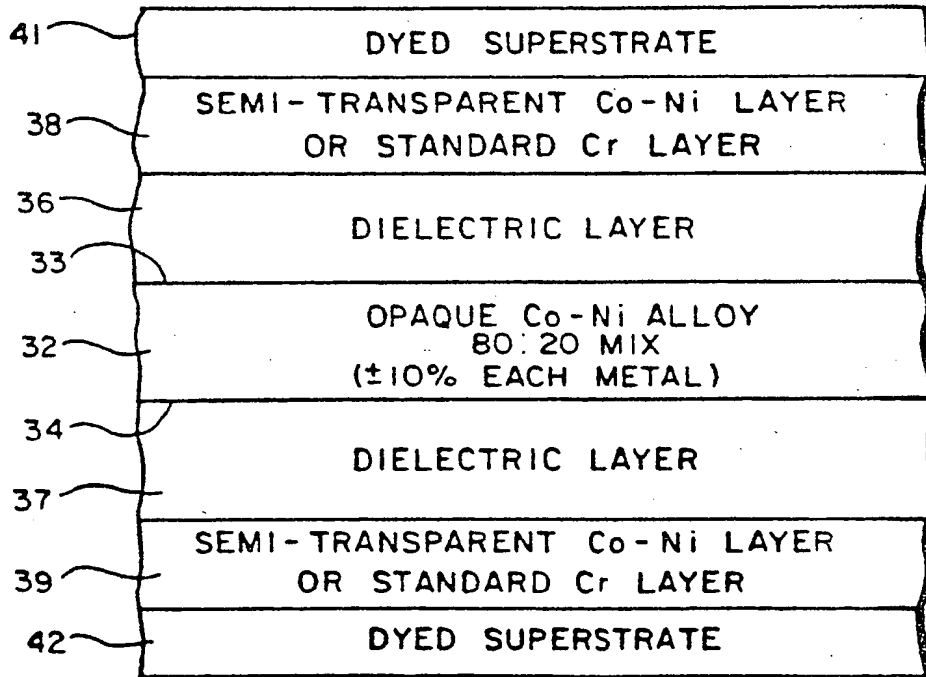 41
DYED SUPERSTRATE
38
SEMI-TRANSPARENT Co-Ni LAYER
OR STANDARD Cr LAYER
36
DIELECTRIC LAYER
33
32
OPAQUE Co-Ni ALLOY
80:20 MIX
(±10% EACH METAL)
34
DIELECTRIC LAYER
37
SEMI-TRANSPARENT Co-Ni LAYER
39
OR STANDARD Cr LAYER
42
DYED SUPERSTRATE